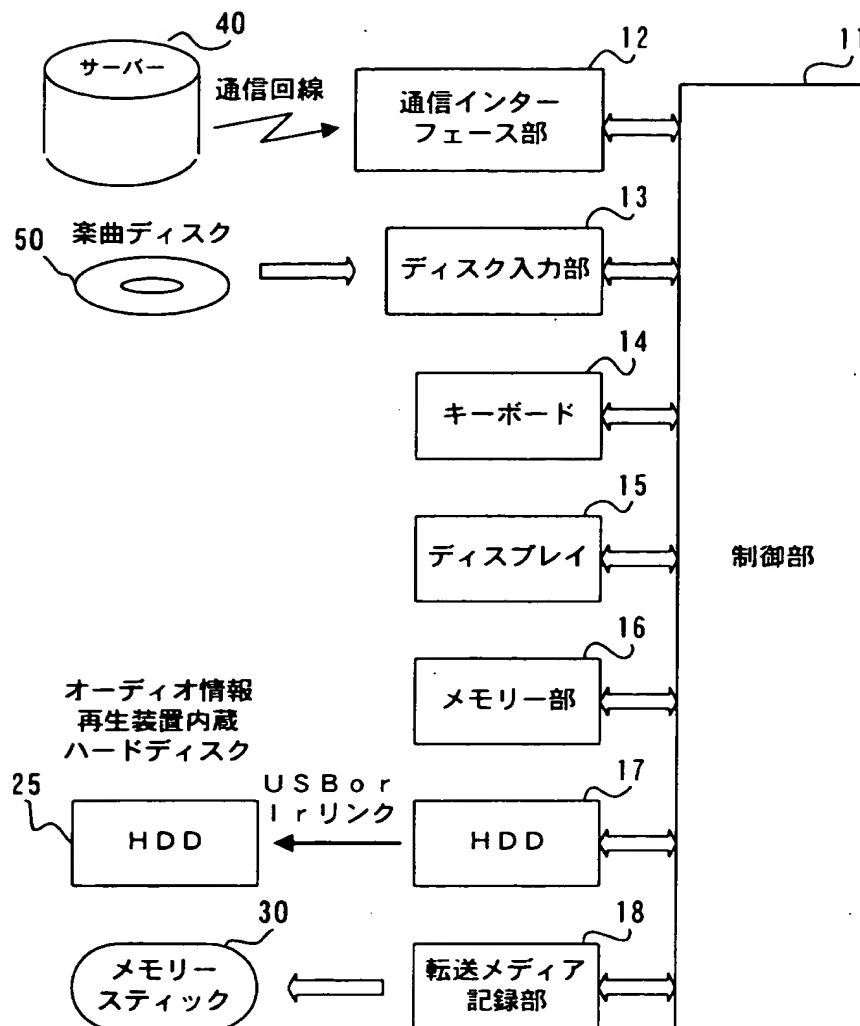 40
サーバー
通信回線
12
通信インター
フェース部
11
50
楽曲ディスク
13
ディスク入力部
14
キーボード
15
ディスプレイ
制御部
16
メモリー部
オーディオ情報
再生装置内蔵
ハードディスク
25
HDD
USBor
Irリンク
17
HDD
30
メモリー
スティック
18
転送メディア
記録部